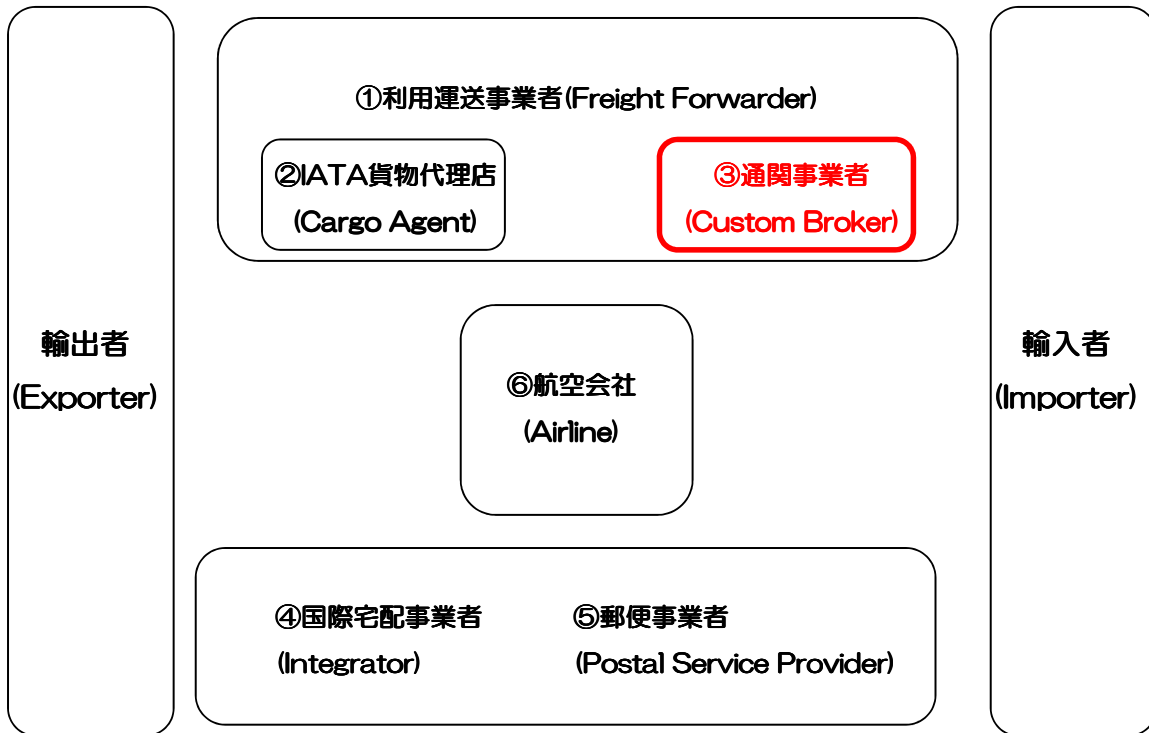 ①利用運送事業者(Freight Forwarder)
②IATA貨物代理店
(Cargo Agent)
③通関事業者
(Custom Broker)
輸出者
(Exporter)
⑥航空会社
(Airline)
輸入者
(Importer)
④国際宅配事業者
(Integrator)
⑤郵便事業者
(Postal Service Provider)